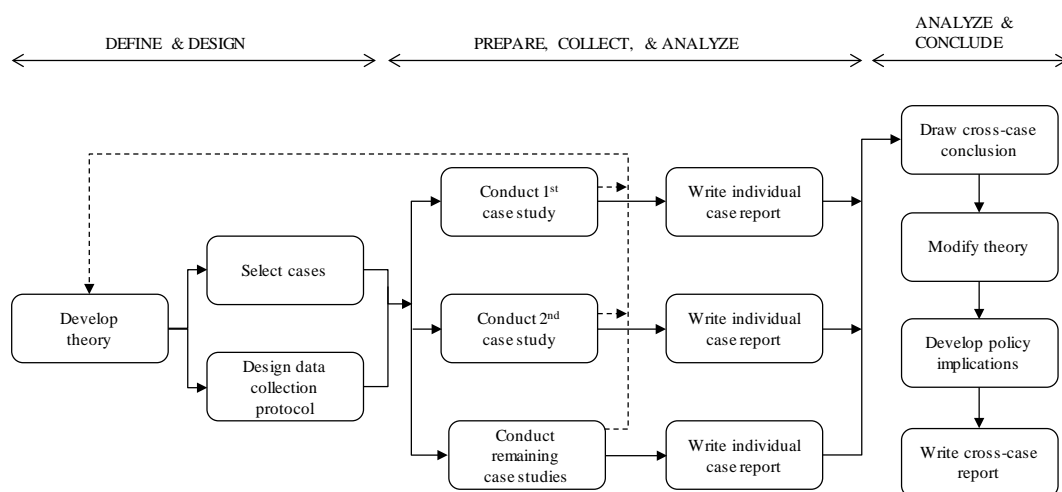 DEFINE & DESIGN
PREPARE, COLLECT, & ANALYZE
ANALYZE &
CONCLUDE
Develop
theory
Select cases
Design data
collection
protocol
Conduct 1st
case study
Conduct 2nd
case study
Conduct
remaining
case studies
Write individual
case report
Write individual
case report
Write individual
case report
Draw cross-case
conclusion
Modify theory
Develop policy
implications
Write cross-case
report